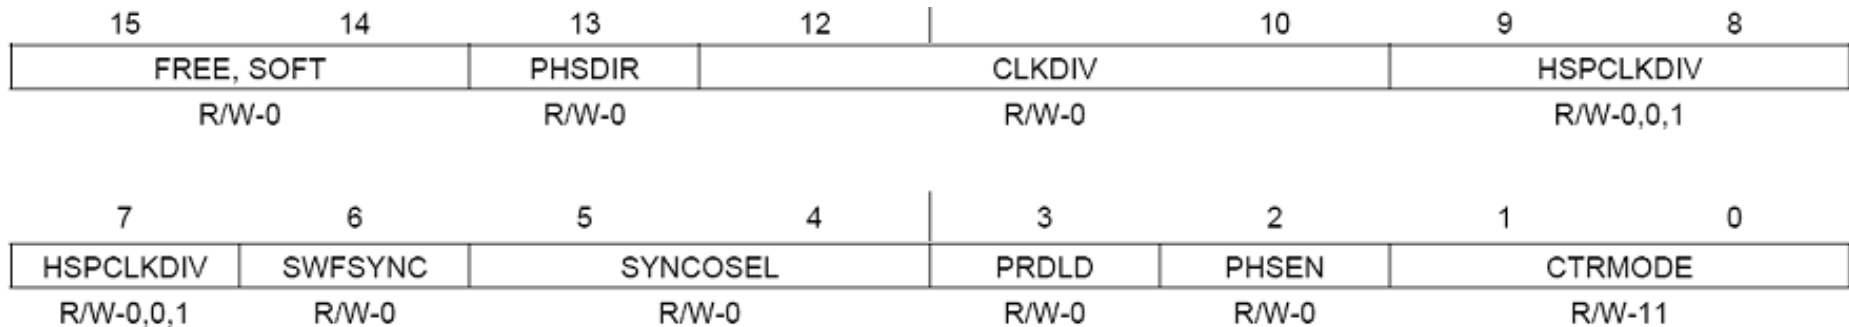 15 14 13 12 10 9 8
FREE, SOFT PHSDIR CLKDIV HSPCLKDIV
R/W-0 R/W-0 R/W-0 R/W-0,0,1
7 6 5 4 3 2 1 0
HSPCLKDIV SWFSYNC SYNCOSEL PRDLD PHSEN CTRMODE
R/W-0,0,1 R/W-0 R/W-0 R/W-0 R/W-0 R/W-11